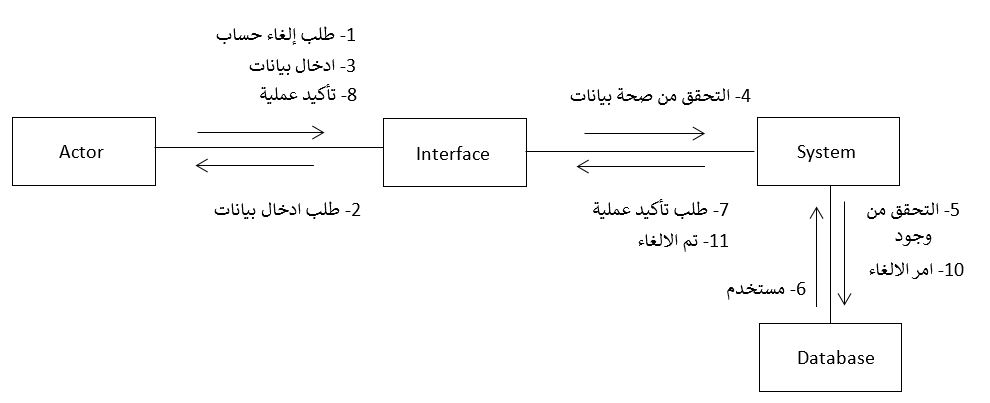 1- طلب إلغاء حساب
3- ادخال بيانات
8- تأكيد عملية
4- التحقق من صحة بيانات
Actor
Interface
System
2- طلب ادخال بيانات
7- طلب تأكيد عملية
11- تم الالغاء
5- التحقق من
وجود
10- امر الالغاء
6- مستخدم
Database